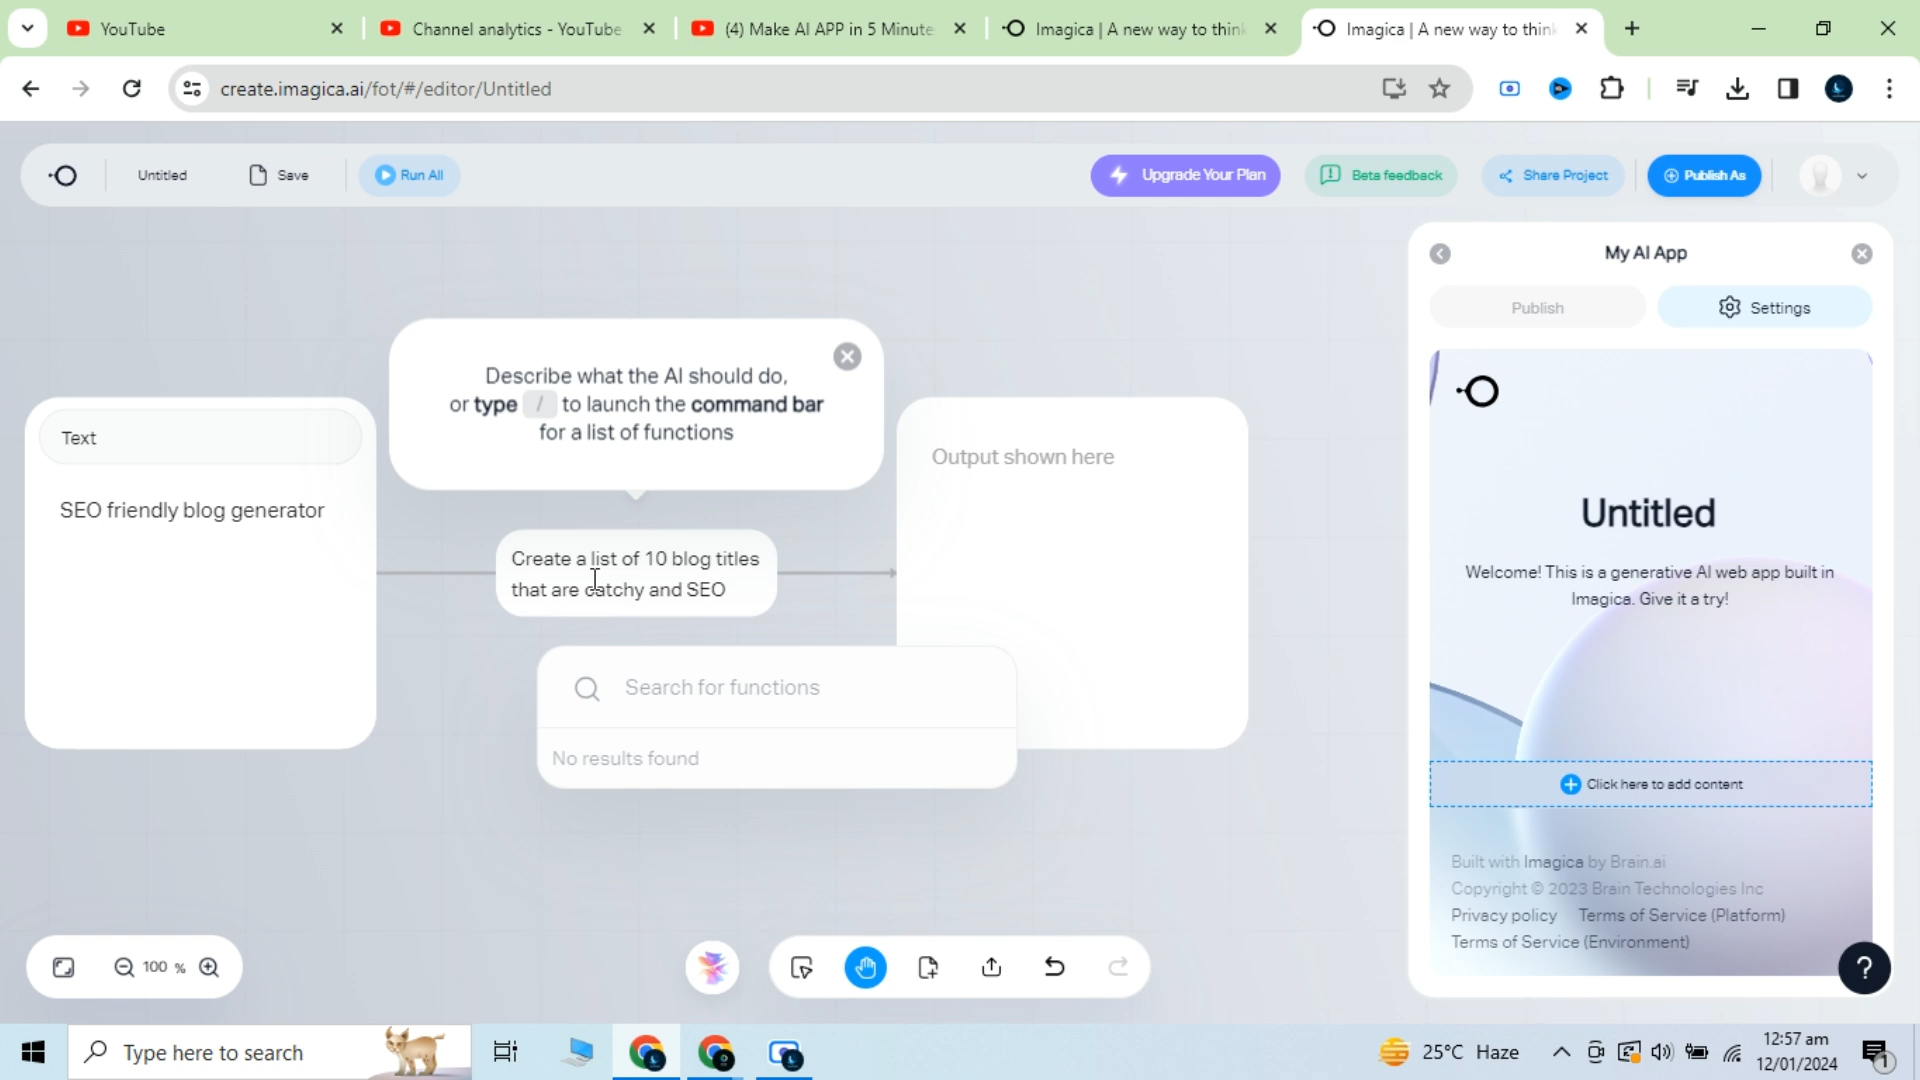 YouTube
Channel analytics - YouTube
(4) Make AI APP in 5 Minute
Imagica | A new way to think
Imagica | A new way to think
create.imagica.ai/fot/#/editor/Untitled
Untitled
Save
Run All
Upgrade Your Plan
Beta feedback
Share Project
Publish As
My AI App
Publish
Settings
Describe what the AI should do,
or type / to launch the command bar
for a list of functions
Text
SEO friendly blog generator
Create a list of 10 blog titles
that are catchy and SEO
Output shown here
Search for functions
No results found
Untitled
Welcome! This is a generative AI web app built in
Imagica. Give it a try!
Click here to add content
Built with Imagica by Brain.ai
Copyright © 2023 Brain Technologies Inc
Privacy policy Terms of Service (Platform)
Terms of Service (Environment)
100 %
?
Type here to search
25°C Haze
12:57 am
12/01/2024
1